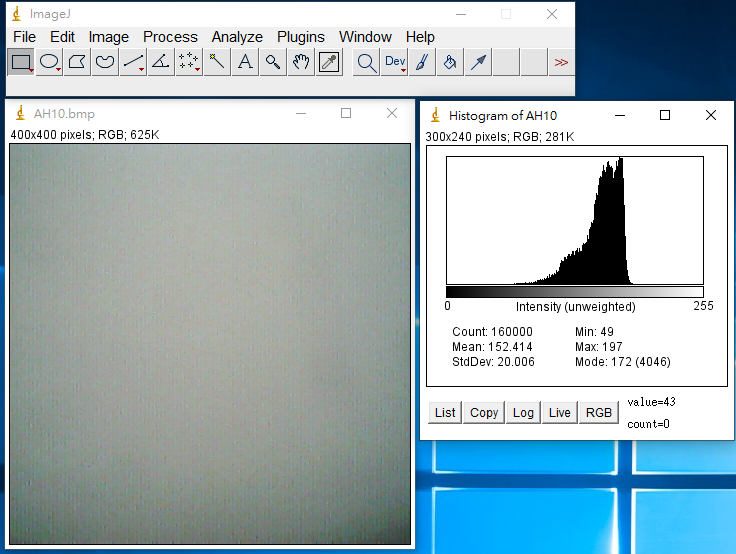 ImageJ
File Edit Image Process Analyze Plugins Window Help
A Dev >>
AH10.bmp
400x400 pixels; RGB; 625K
Histogram of AH10
300x240 pixels; RGB; 281K
0 Intensity (unweighted) 255
Count: 160000 Min: 49
Mean: 152.414 Max: 197
StdDev: 20.006 Mode: 172 (4046)
List Copy Log Live RGB
value=43
count=0